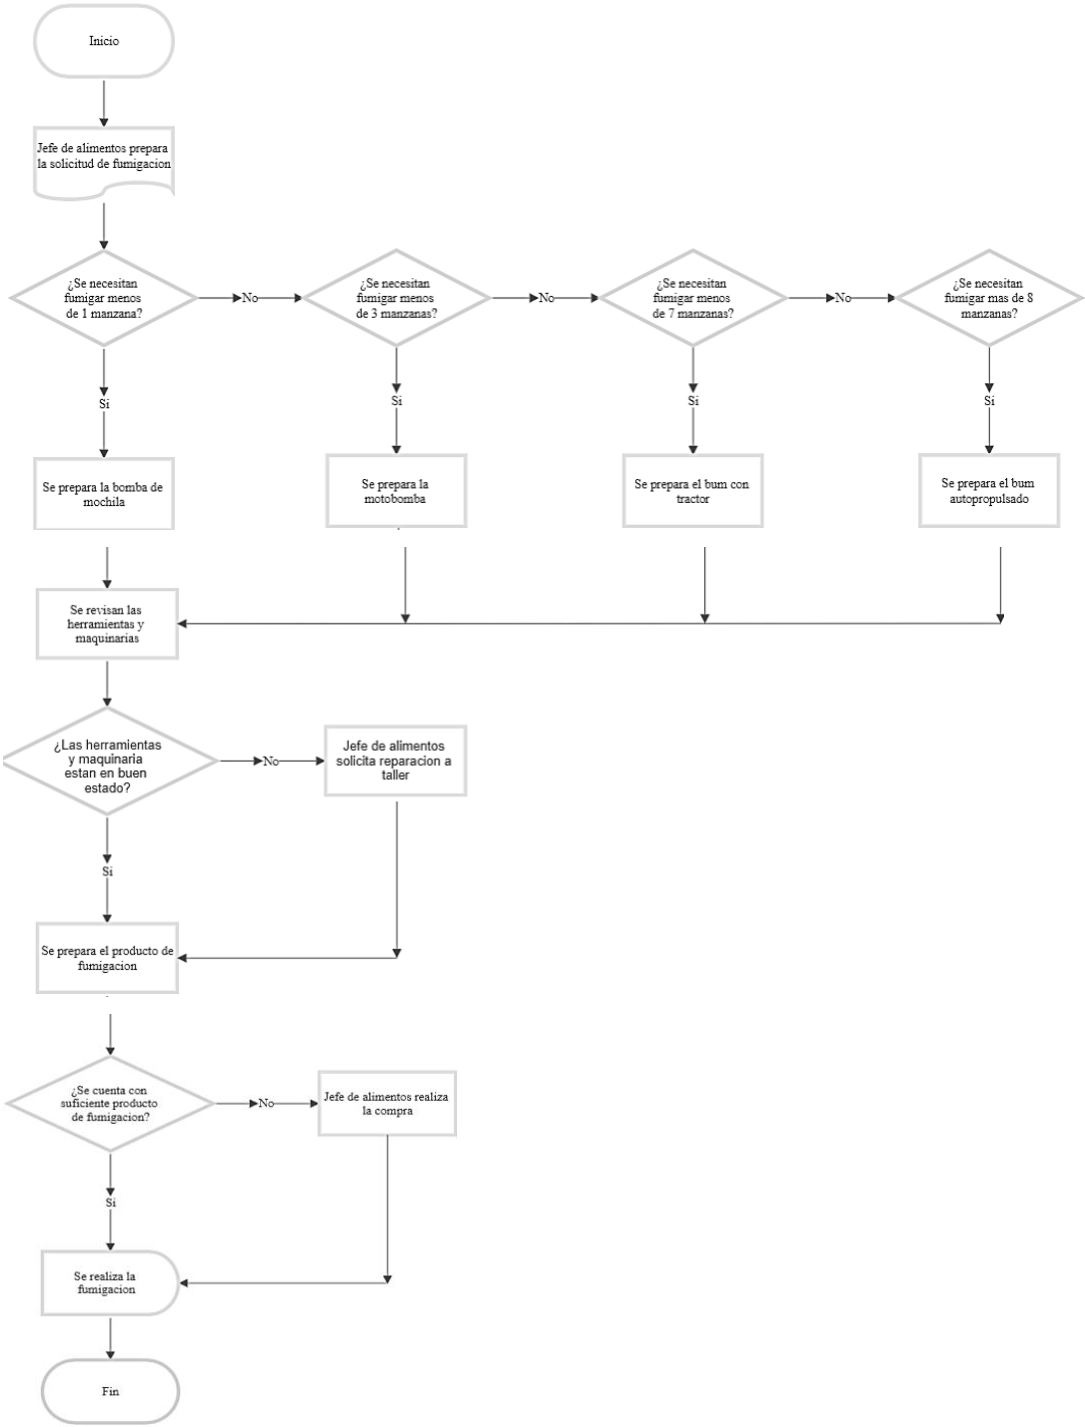 Inicio
Jefe de alimentos prepara
la solicitud de fumigacion
¿Se necesitan
fumigar menos
de 1 manzana?
No
¿Se necesitan
fumigar menos
de 3 manzanas?
No
¿Se necesitan
fumigar menos
de 7 manzanas?
No
¿Se necesitan
fumigar mas de 8
manzanas?
Si
Si
Si
Si
Se prepara la bomba de
mochila
Se prepara la
motobomba
Se prepara el bum con
tractor
Se prepara el bum
autopropulsado
Se revisan las
herramientas y
maquinarias
¿Las herramientas
y maquinaria
estan en buen
estado?
No
Jefe de alimentos
solicita reparacion a
taller
Si
Se prepara el producto de
fumigacion
¿Se cuenta con
suficiente producto
de fumigacion?
No
Jefe de alimentos realiza
la compra
Si
Se realiza la
fumigacion
Fin